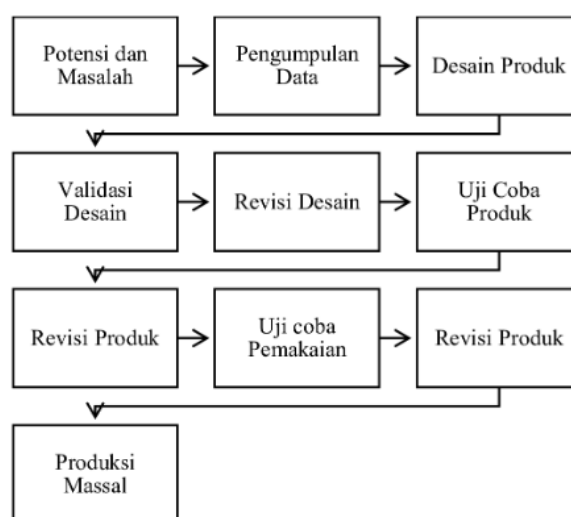 Potensi dan
Masalah
Pengumpulan
Data
Desain Produk
Validasi
Desain
Revisi Desain
Uji Coba
Produk
Revisi Produk
Uji coba
Pemakaian
Revisi Produk
Produksi
Massal